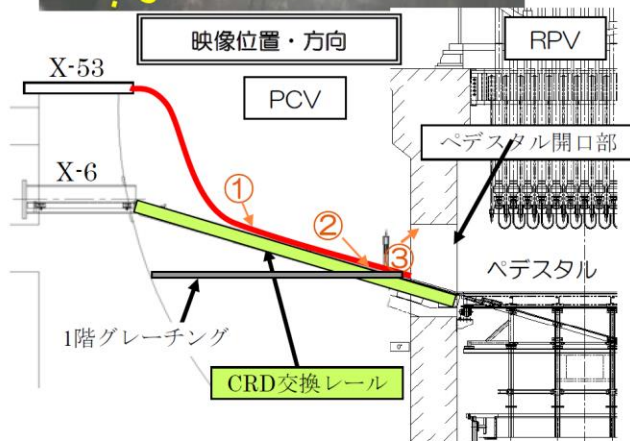 映像位置・方向
RPV
X-53
PCV
ペデスタル開口部
X-6
①
②
③
ペデスタル
1階グレーチング
CRD交換レール